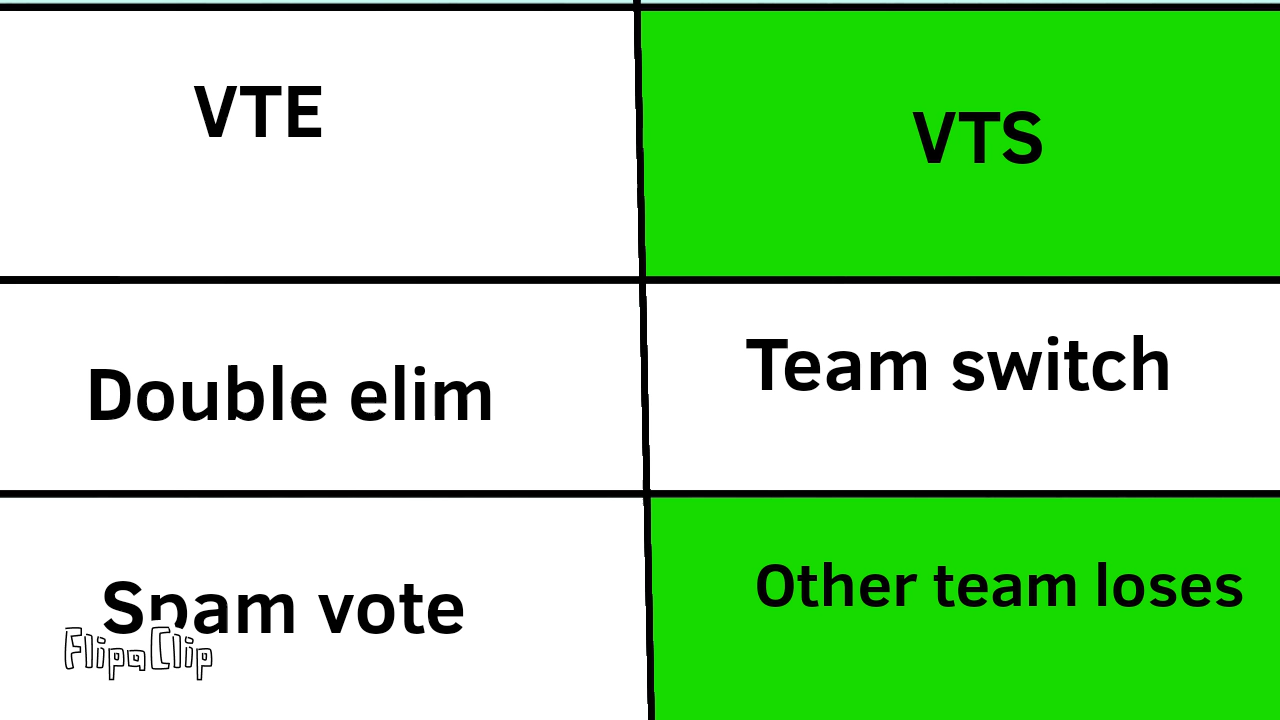 VTE
VTS
Double elim
Team switch
Spam vote
Other team loses
FlipaClip